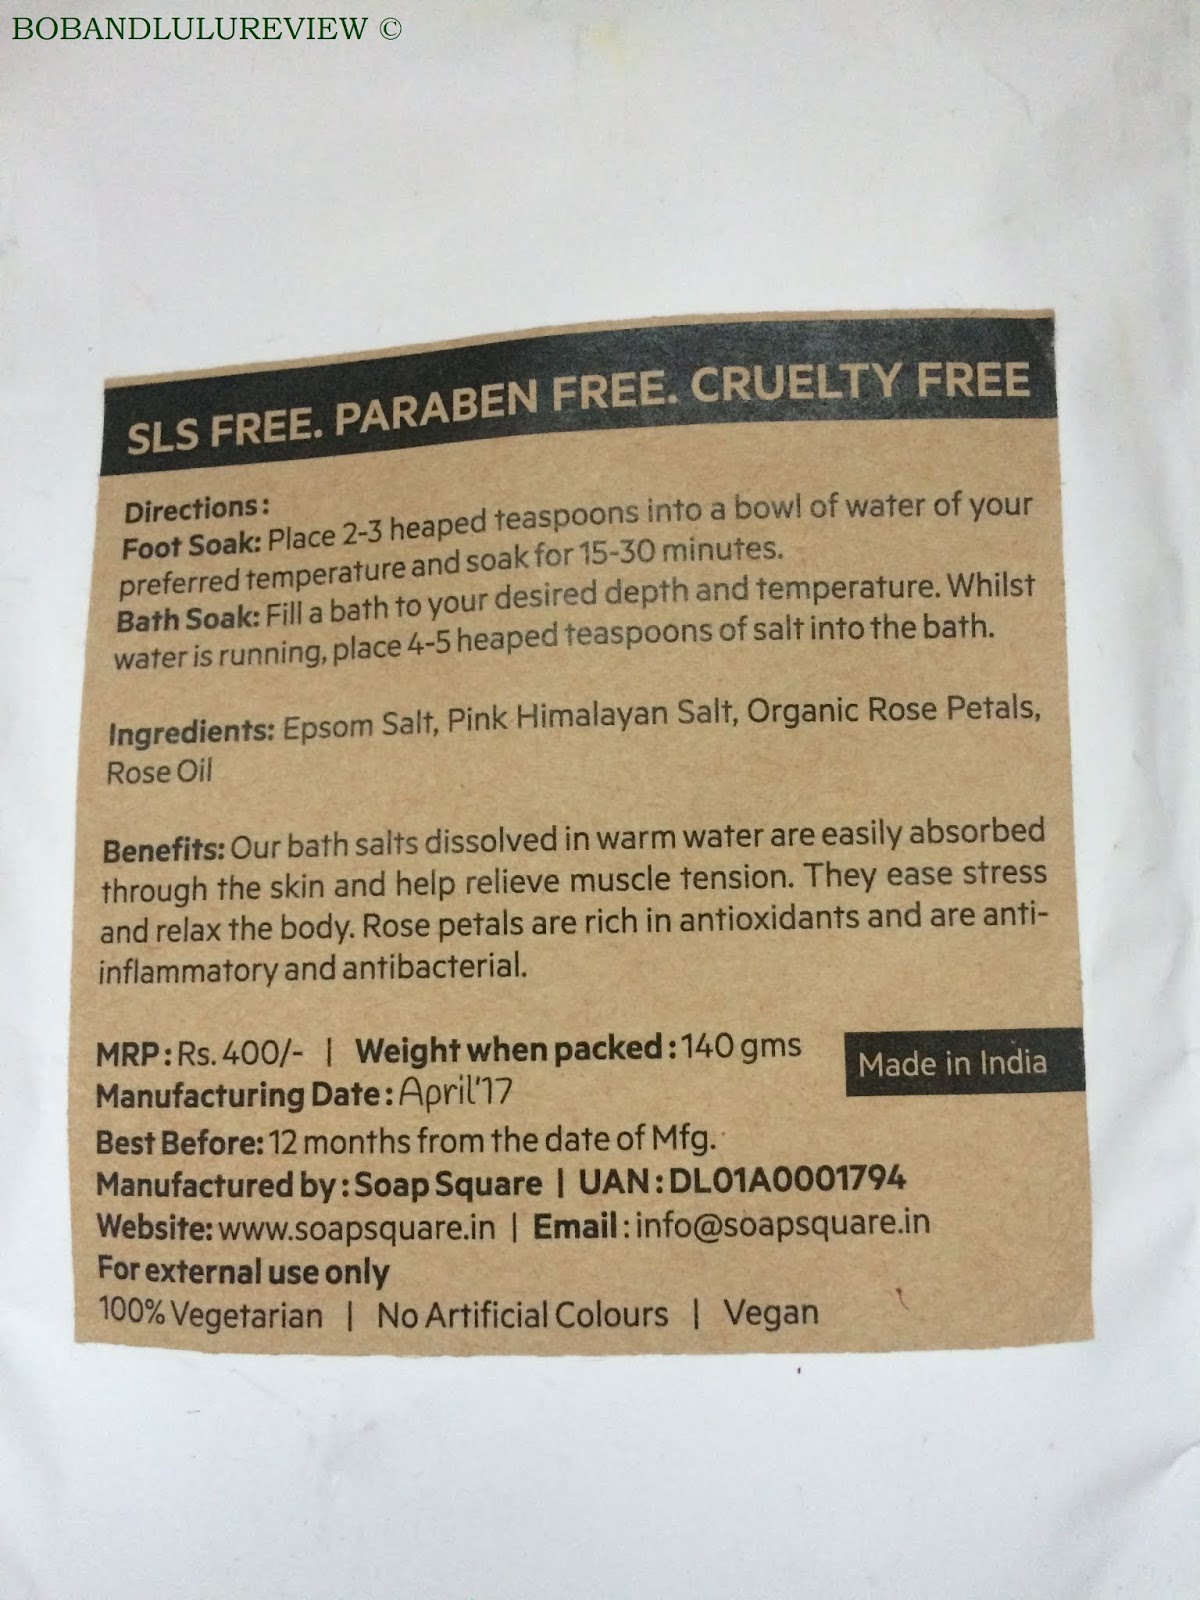 BOBANDLULUREVIEW ©
SLS FREE. PARABEN FREE. CRUELTY FREE
Directions:
Foot Soak: Place 2-3 heaped teaspoons into a bowl of water of your
preferred temperature and soak for 15-30 minutes.
Bath Soak: Fill a bath to your desired depth and temperature. Whilst
water is running, place 4-5 heaped teaspoons of salt into the bath.
Ingredients: Epsom Salt, Pink Himalayan Salt, Organic Rose Petals,
Rose Oil
Benefits: Our bath salts dissolved in warm water are easily absorbed
through the skin and help relieve muscle tension. They ease stress
and relax the body. Rose petals are rich in antioxidants and are anti-
inflammatory and antibacterial.
MRP: Rs. 400/- | Weight when packed: 140 gms
Made in India
Manufacturing Date: April'17
Best Before: 12 months from the date of Mfg.
Manufactured by: Soap Square | UAN: DL01A0001794
Website: www.soapsquare.in | Email: info@soapsquare.in
For external use only
100% Vegetarian | No Artificial Colours | Vegan